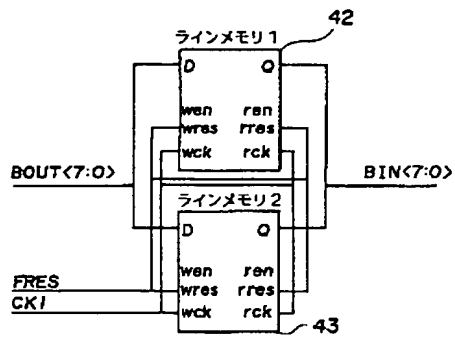 ラインメモリ1
42
D Q
wen ren
wres rres
wck rck
BOUT<7:0>
BIN<7:0>
ラインメモリ2
D Q
wen ren
FRES
wres rres
CK1
wck rck
43